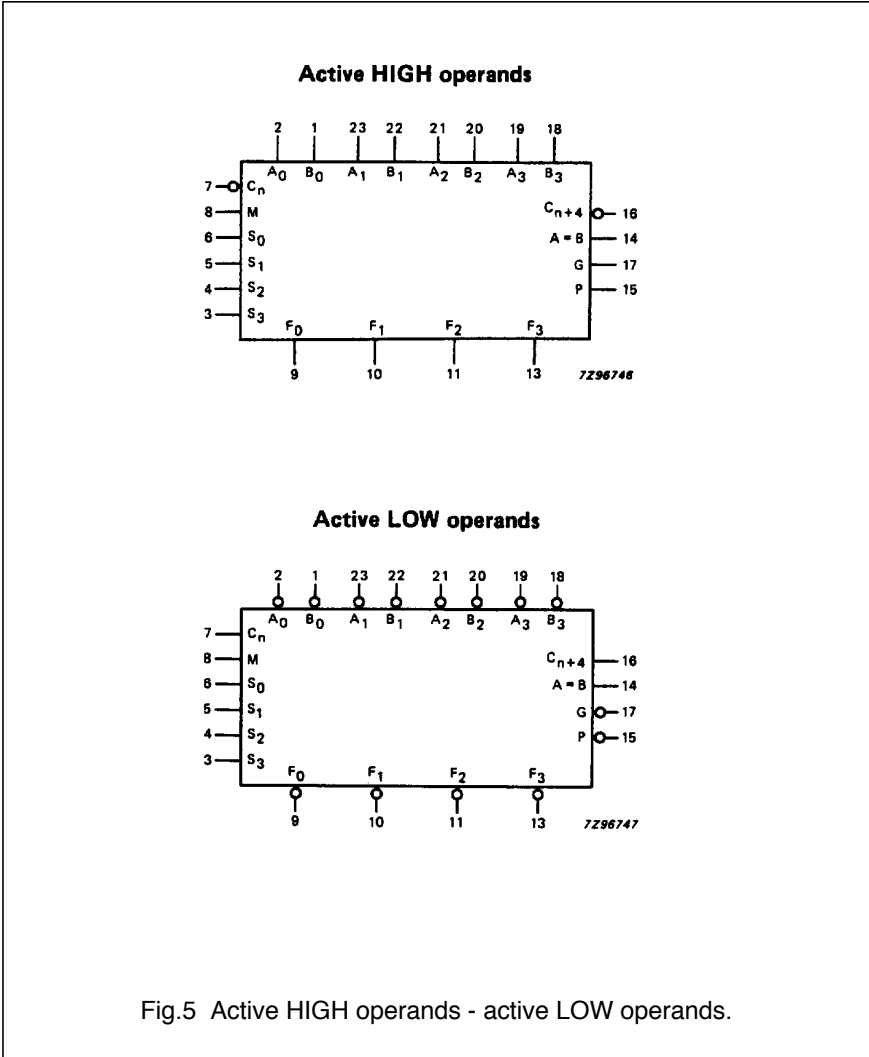 Active HIGH operands
2 1 23 22 21 20 19 18
A0 B0 A1 B1 A2 B2 A3 B3
7 Cn
8 M
Cn+4 16
6 S0
A = B 14
5 S1
G 17
4 S2
P 15
3 S3
F0 F1 F2 F3
9 10 11 13
7Z96746
Active LOW operands
2 1 23 22 21 20 19 18
A0 B0 A1 B1 A2 B2 A3 B3
7 Cn
8 M
Cn+4 16
6 S0
A = B 14
5 S1
G 17
4 S2
P 15
3 S3
F0 F1 F2 F3
9 10 11 13
7Z96747
Fig.5 Active HIGH operands - active LOW operands.